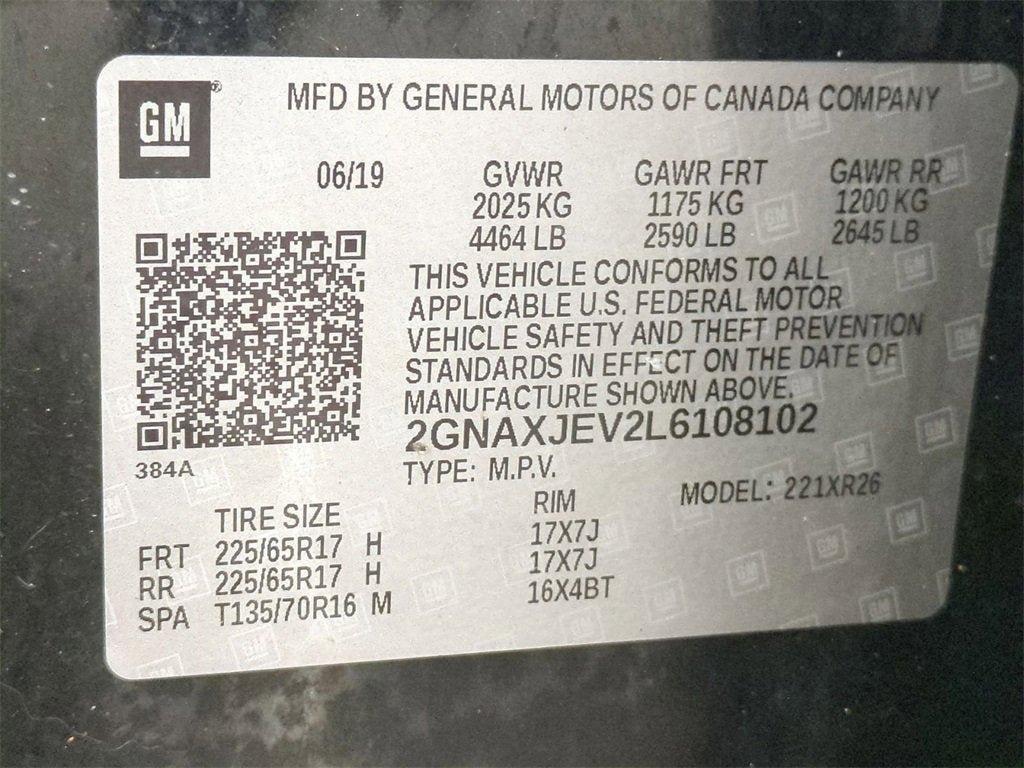 GM ®
MFD BY GENERAL MOTORS OF CANADA COMPANY
06/19 GVWR GAWR FRT GAWR RR
2025 KG 1175 KG 1200 KG
4464 LB 2590 LB 2645 LB
THIS VEHICLE CONFORMS TO ALL
APPLICABLE U.S. FEDERAL MOTOR
VEHICLE SAFETY AND THEFT PREVENTION
STANDARDS IN EFFECT ON THE DATE OF
MANUFACTURE SHOWN ABOVE.
2GNAXJEV2L6108102
384A
TYPE: M.P.V. MODEL: 221XR26
TIRE SIZE RIM
FRT 225/65R17 H 17X7J
RR 225/65R17 H 17X7J
SPA T135/70R16 M 16X4BT